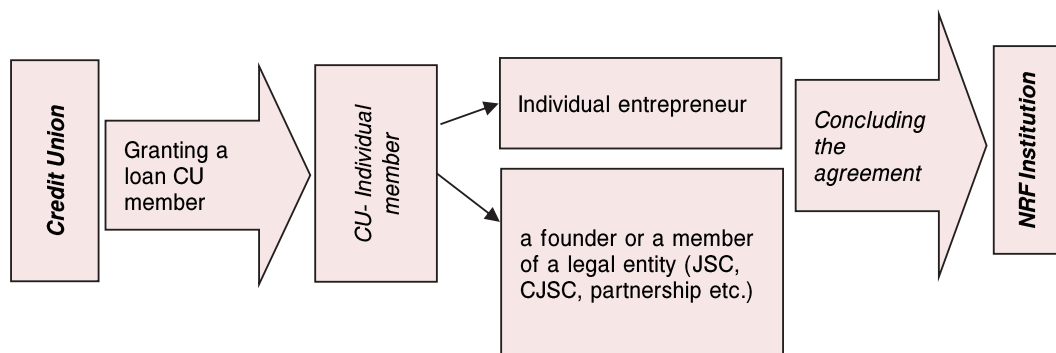 Credit Union
Granting a
loan CU
member
CU- Individual
member
Individual entrepreneur
a founder or a member
of a legal entity (JSC,
CJSC, partnership etc.)
Concluding
the
agreement
NRF Institution